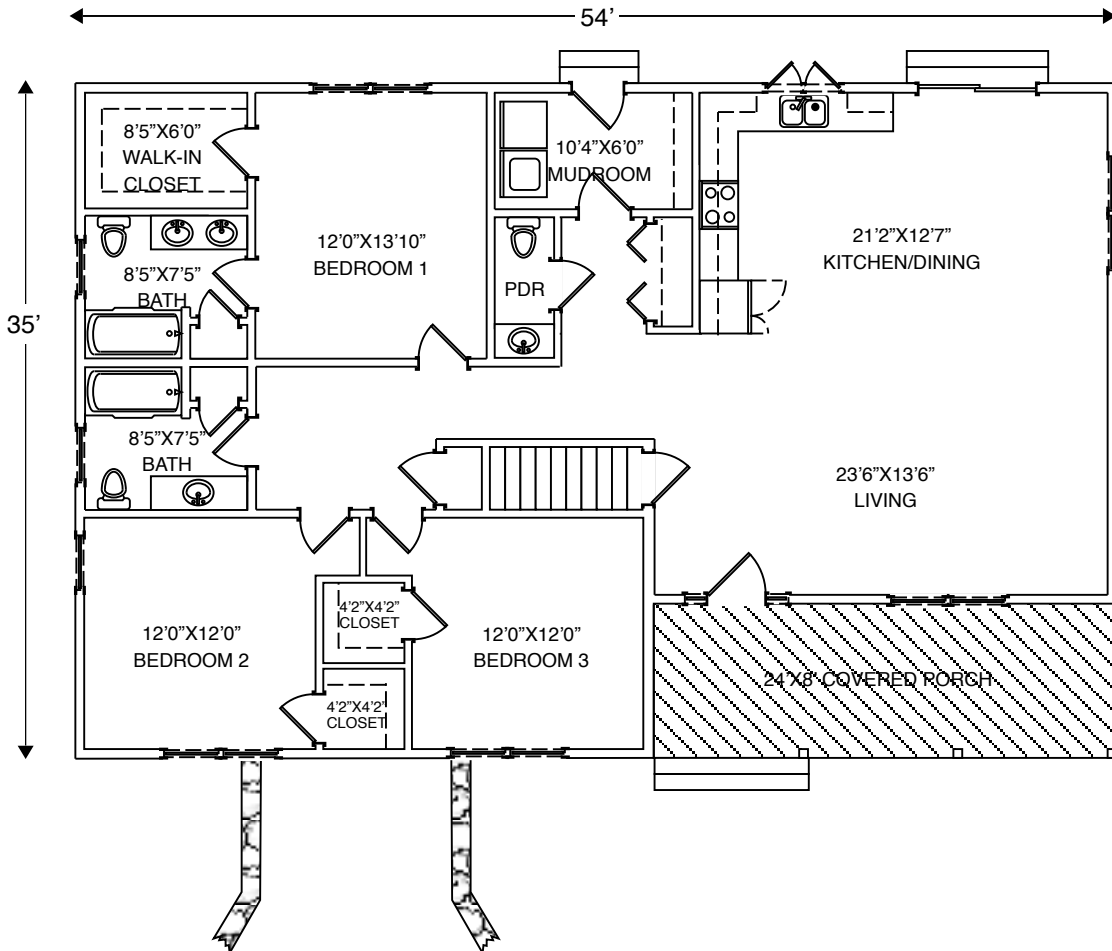 54’
35’
8’5”X6’0”
WALK-IN
CLOSET
10’4”X6’0”
MUDROOM
12’0”X13’10”
BEDROOM 1
21’2”X12’7”
KITCHEN/DINING
8’5”X7’5”
BATH
PDR
8’5”X7’5”
BATH
23’6”X13’6”
LIVING
4’2”X4’2”
CLOSET
12’0”X12’0”
BEDROOM 2
12’0”X12’0”
BEDROOM 3
24’X8’ COVERED PORCH
4’2”X4’2”
CLOSET